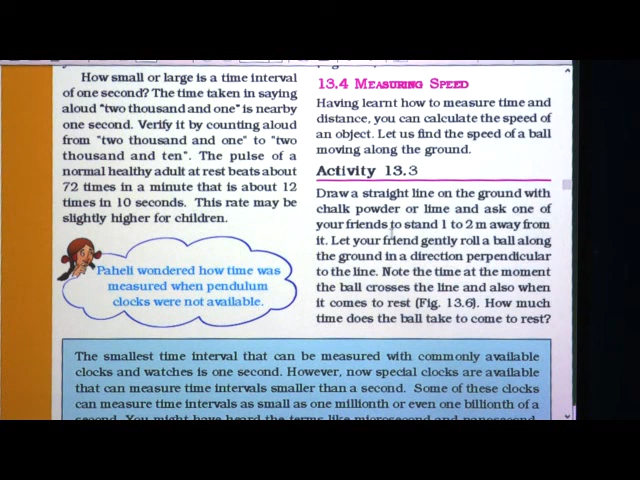 How small or large is a time interval
of one second? The time taken in saying
aloud "two thousand and one" is nearby
one second. Verify it by counting aloud
from "two thousand and one" to "two
thousand and ten". The pulse of a
normal healthy adult at rest beats about
72 times in a minute that is about 12
times in 10 seconds. This rate may be
slightly higher for children.
Paheli wondered how time was
measured when pendulum
clocks were not available.
13.4 MEASURING SPEED
Having learnt how to measure time and
distance, you can calculate the speed of
an object. Let us find the speed of a ball
moving along the ground.
Activity 13.3
Draw a straight line on the ground with
chalk powder or lime and ask one of
your friends to stand 1 to 2 m away from
it. Let your friend gently roll a ball along
the ground in a direction perpendicular
to the line. Note the time at the moment
the ball crosses the line and also when
it comes to rest (Fig. 13.6). How much
time does the ball take to come to rest?
The smallest time interval that can be measured with commonly available
clocks and watches is one second. However, now special clocks are available
that can measure time intervals smaller than a second. Some of these clocks
can measure time intervals as small as one millionth or even one billionth of a
second. You might have heard the terms like microsecond and nanosecond.